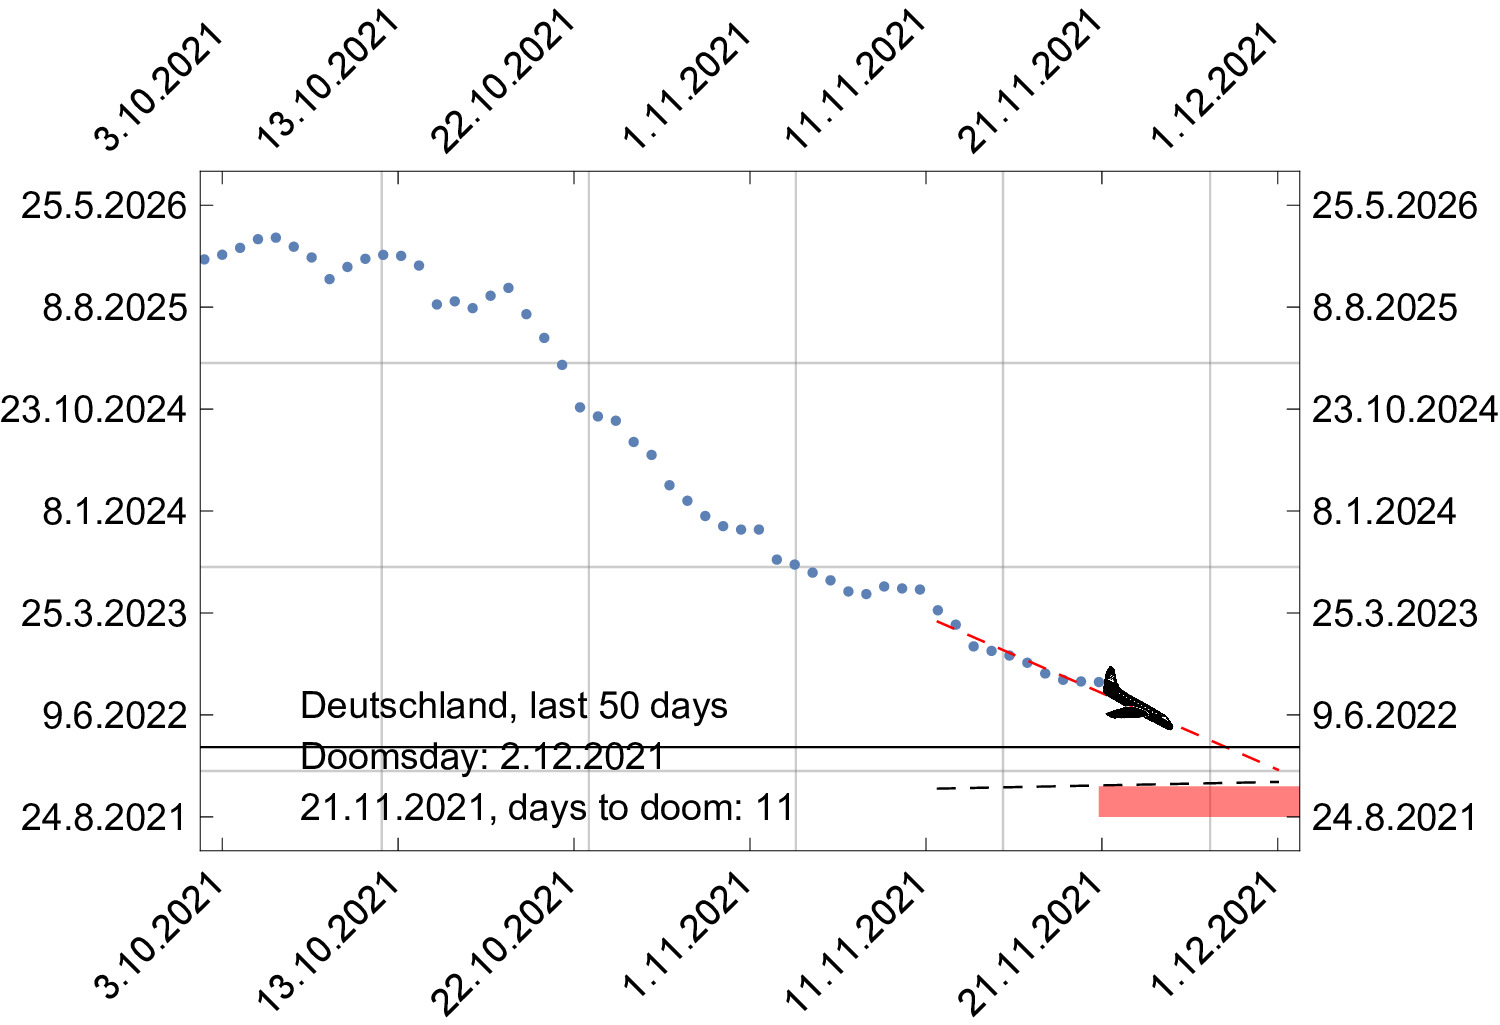 3.10.2021 13.10.2021 22.10.2021 1.11.2021 11.11.2021 21.11.2021 1.12.2021
25.5.2026 25.5.2026
8.8.2025 8.8.2025
23.10.2024 23.10.2024
8.1.2024 8.1.2024
25.3.2023 25.3.2023
Deutschland, last 50 days
9.6.2022 9.6.2022
Doomsday: 2.12.2021
21.11.2021, days to doom: 11
24.8.2021 24.8.2021
3.10.2021 13.10.2021 22.10.2021 1.11.2021 11.11.2021 21.11.2021 1.12.2021